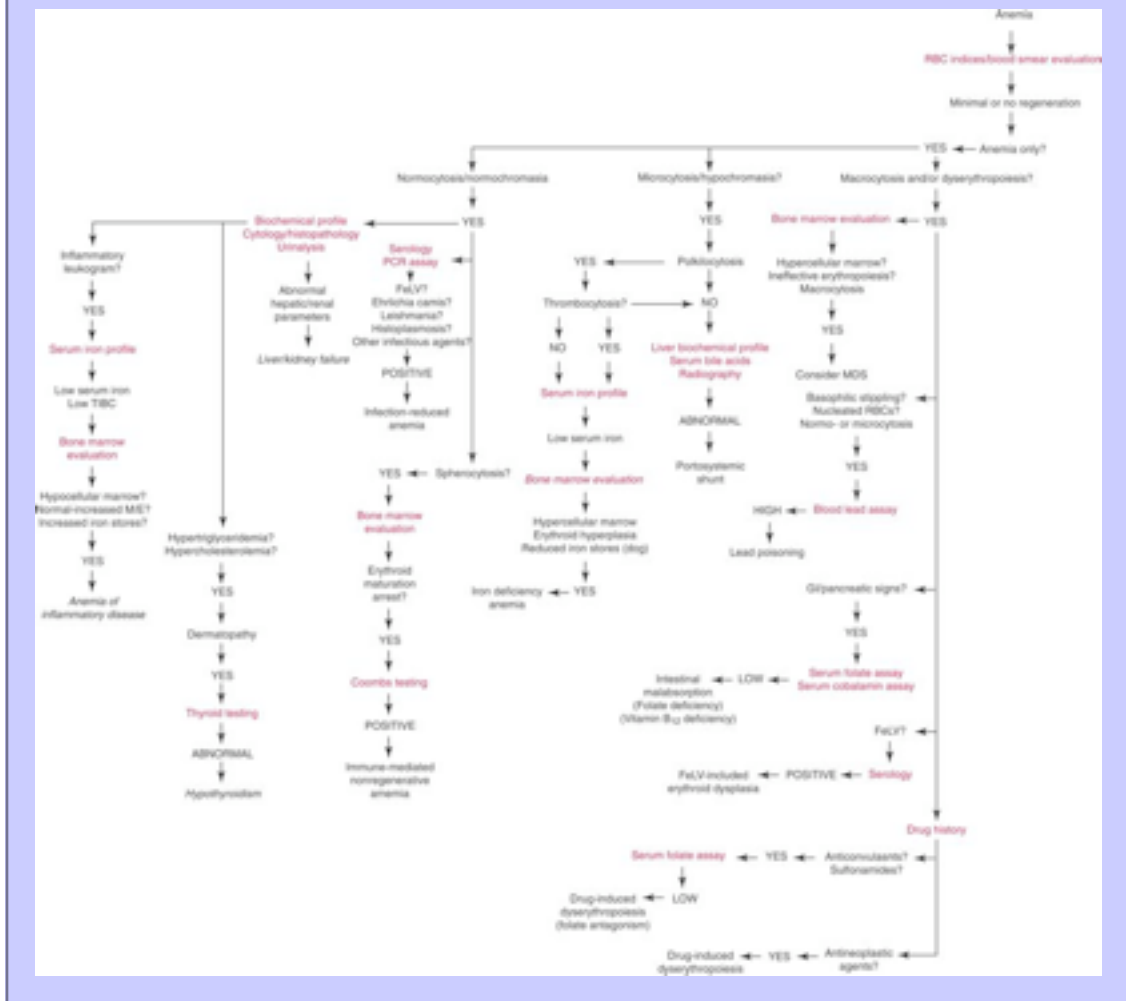 Anemia
RBC indices/blood smear evaluation
Minimal or no regeneration
YES
Anemia only?
Normocytosis/normochromasia
Microcytosis/hypochromasia?
Macrocytosis and/or dyserythropoiesis?
YES
Biochemical profile
Cytology/histopathology
Urinalysis
Inflammatory
leukogram?
YES
Serum iron profile
Low serum iron
Low TIBC
Bone marrow
evaluation
Hypocellular marrow?
Normal-increased M/E?
Increased iron stores?
YES
Anemia of
inflammatory disease
Abnormal
hepatic/renal
parameters
Liver/kidney failure
Hypertriglyceridemia?
Hypercholesterolemia?
YES
Dermatopathy
YES
Thyroid testing
ABNORMAL
Hypothyroidism
Serology
PCR assay
FeLV?
Ehrlichia camis?
Leishmania?
Histoplasmosis?
Other infectious agents?
POSITIVE
Infection-reduced
anemia
YES
Spherocytosis?
Bone marrow
evaluation
Erythroid
maturation
arrest?
YES
Coombs testing
POSITIVE
Immune-mediated
nonregenerative
anemia
YES
Poikilocytosis
YES
Thrombocytosis?
NO
NO
YES
Serum iron profile
Low serum iron
Bone marrow evaluation
Hypercellular marrow
Erythroid hyperplasia
Reduced iron stores (dog)
YES
Iron deficiency
anemia
Liver biochemical profile
Serum bile acids
Radiography
ABNORMAL
Portosystemic
shunt
YES
Bone marrow evaluation
Hypercellular marrow?
Ineffective erythropoiesis?
Macrocytosis
YES
Consider MDS
Basophilic stippling?
Nucleated RBCs?
Normo- or microcytosis
YES
Blood lead assay
HIGH
Lead poisoning
GI/pancreatic signs?
YES
Serum folate assay
Serum cobalamin assay
LOW
Intestinal
malabsorption
(Folate deficiency)
(Vitamin B12 deficiency)
FeLV?
Serology
POSITIVE
FeLV-included
erythroid dysplasia
Drug history
Anticonvulsants?
Sulfonamides?
YES
Serum folate assay
LOW
Drug-induced
dyserythropoiesis
(folate antagonism)
Antineoplastic
agents?
YES
Drug-induced
dyserythropoiesis